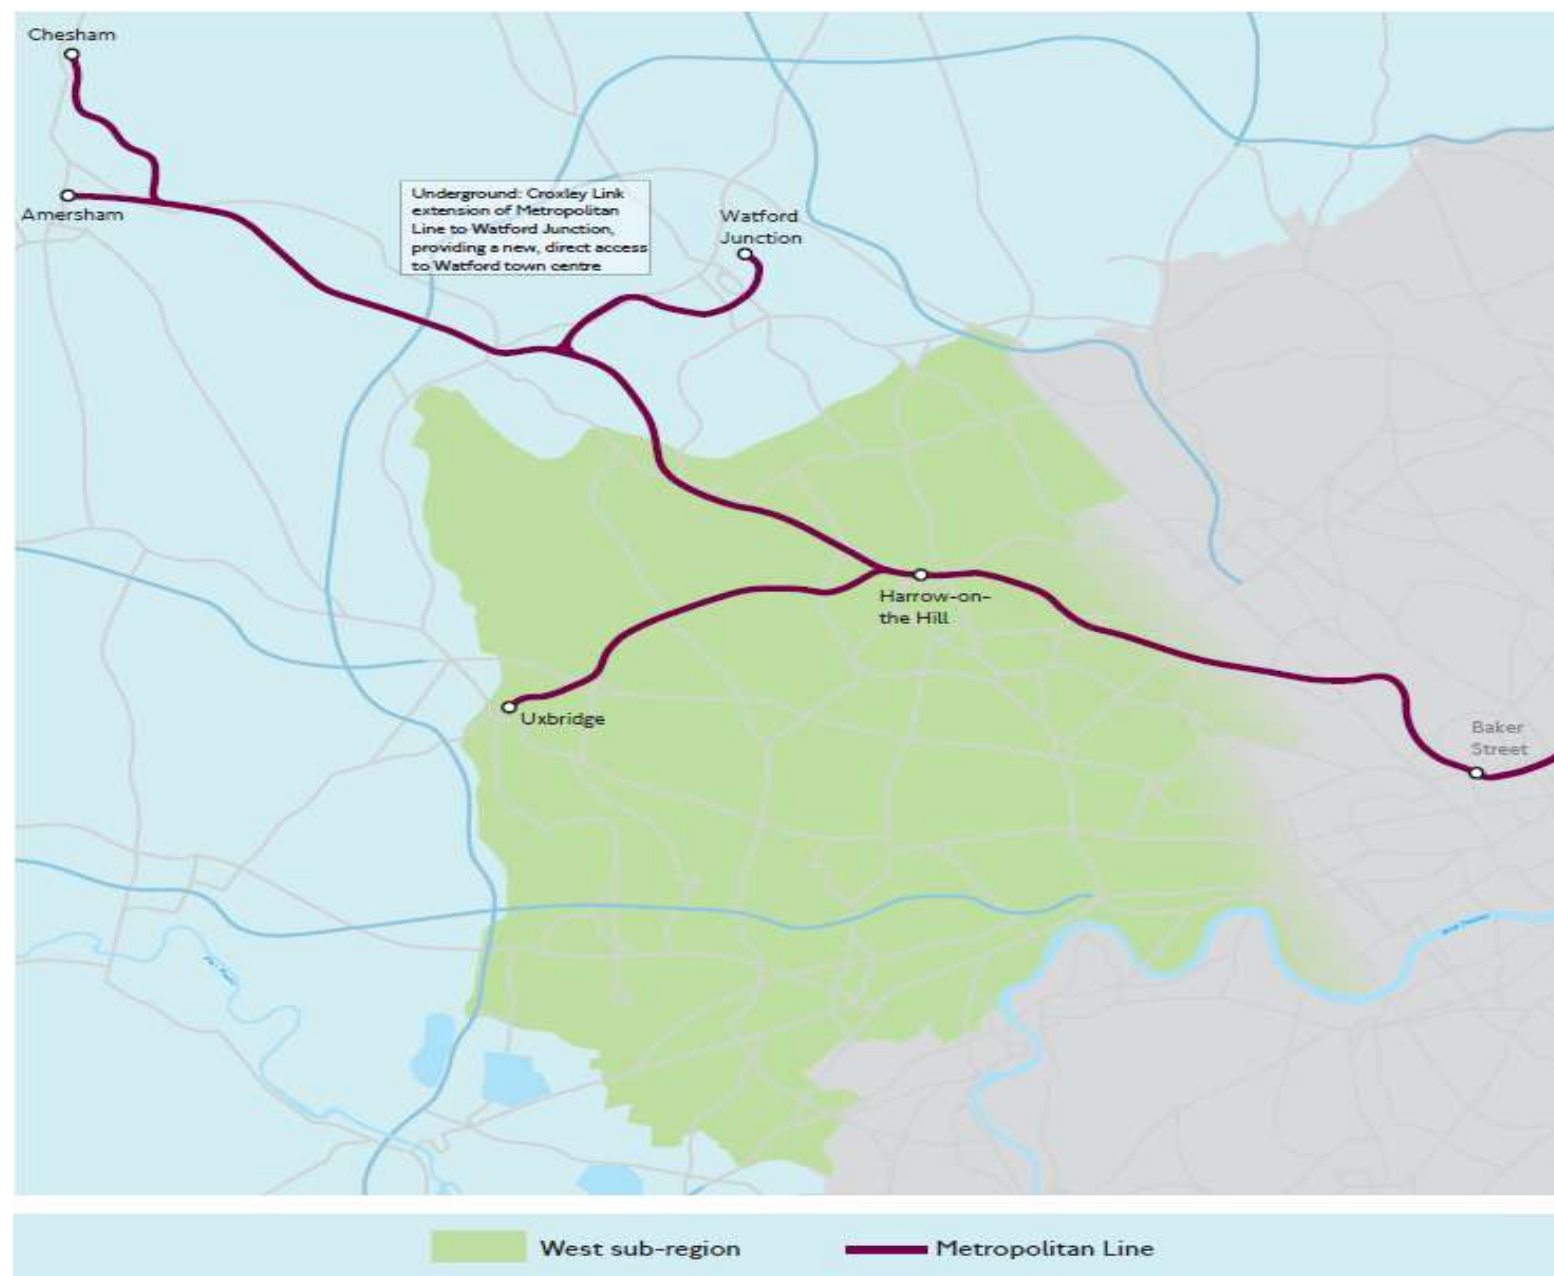 Chesham
Amersham
Underground: Croxley Link
extension of Metropolitan
Line to Watford Junction,
providing a new, direct access
to Watford town centre
Watford
Junction
Harrow-on-
the Hill
Uxbridge
Baker
Street
West sub-region
Metropolitan Line